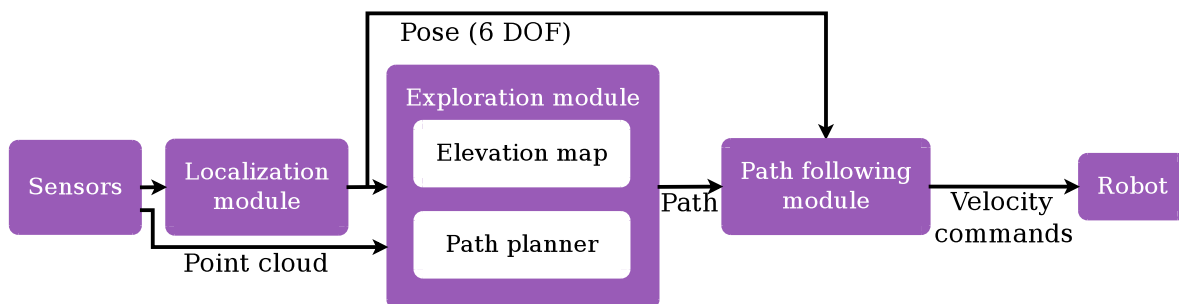 Pose (6 DOF)
Exploration module
Elevation map
Sensors
Localization
module
Path following
module
Robot
Path
Velocity
commands
Path planner
Point cloud